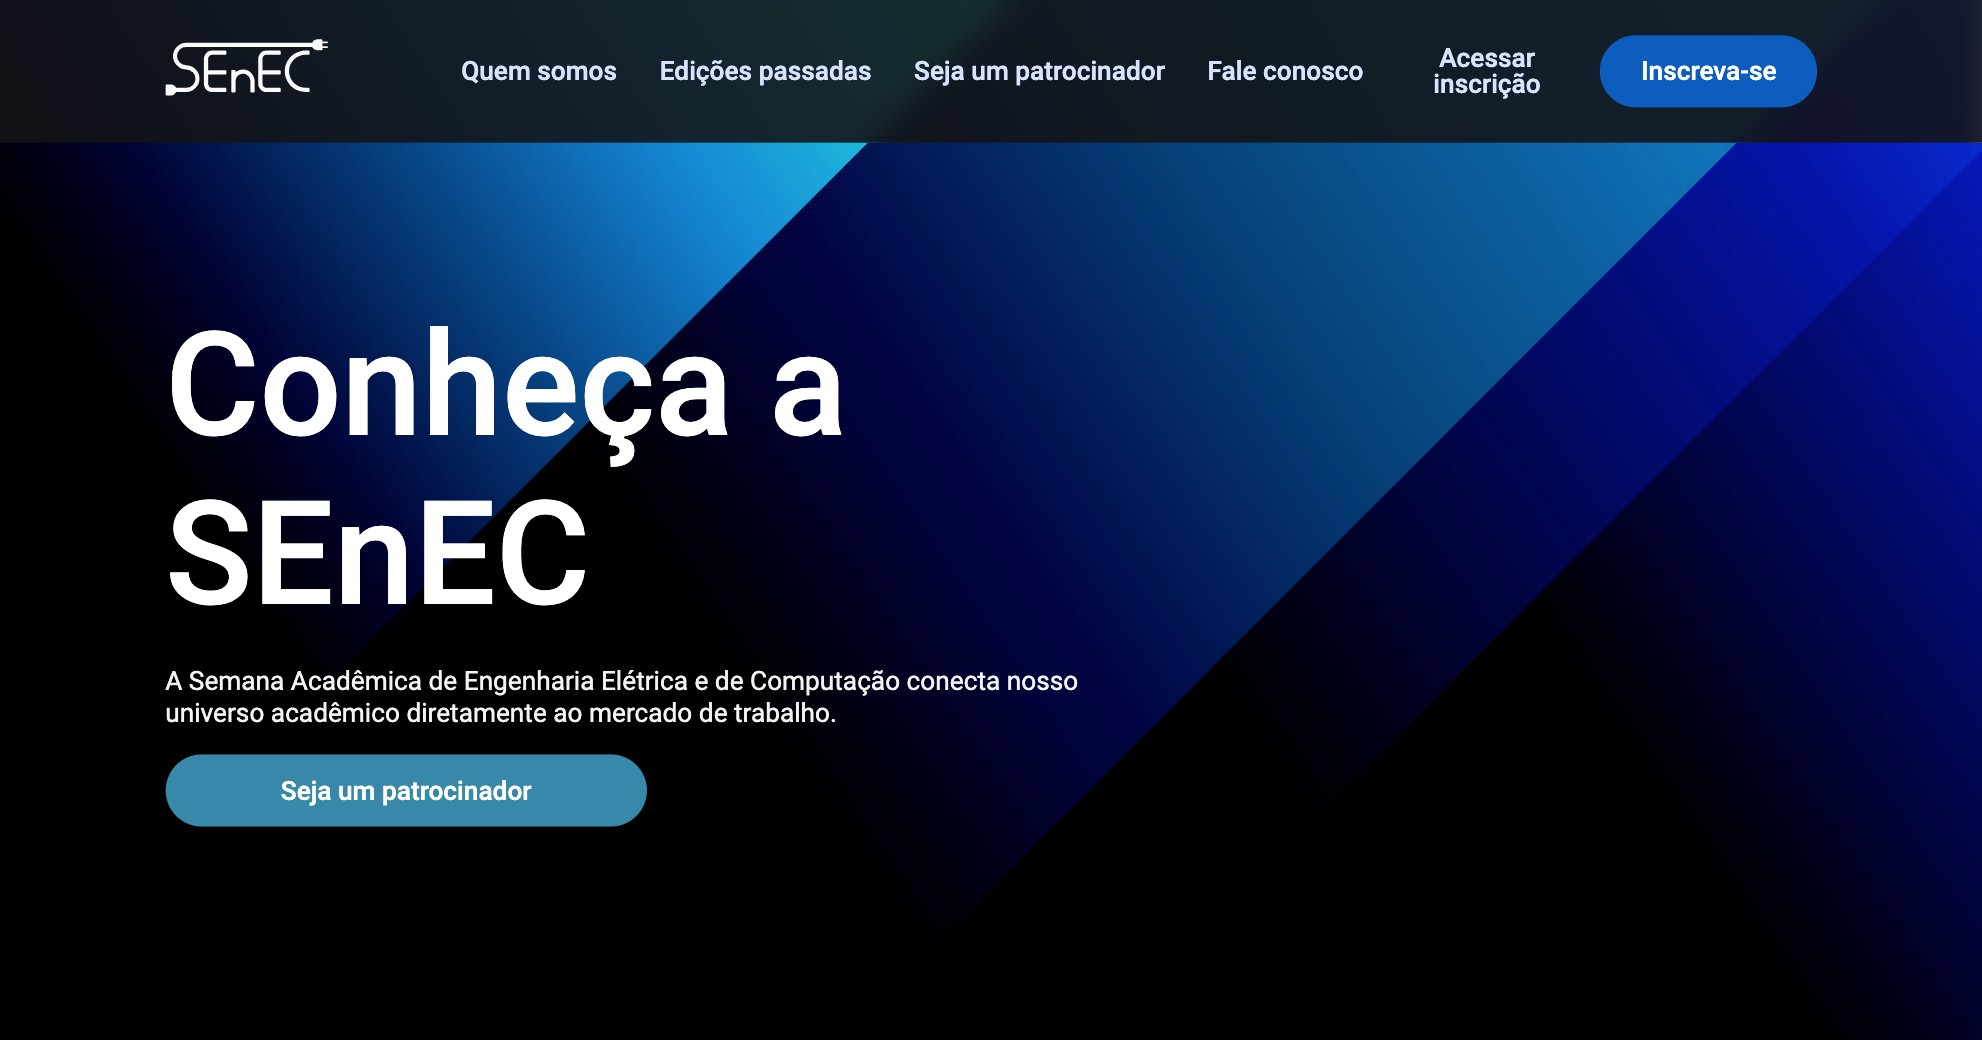 SEnEC
Quem somos
Edições passadas
Seja um patrocinador
Fale conosco
Acessar
inscrição
Inscreva-se
Conheça a
SEnEC
A Semana Acadêmica de Engenharia Elétrica e de Computação conecta nosso
universo acadêmico diretamente ao mercado de trabalho.
Seja um patrocinador